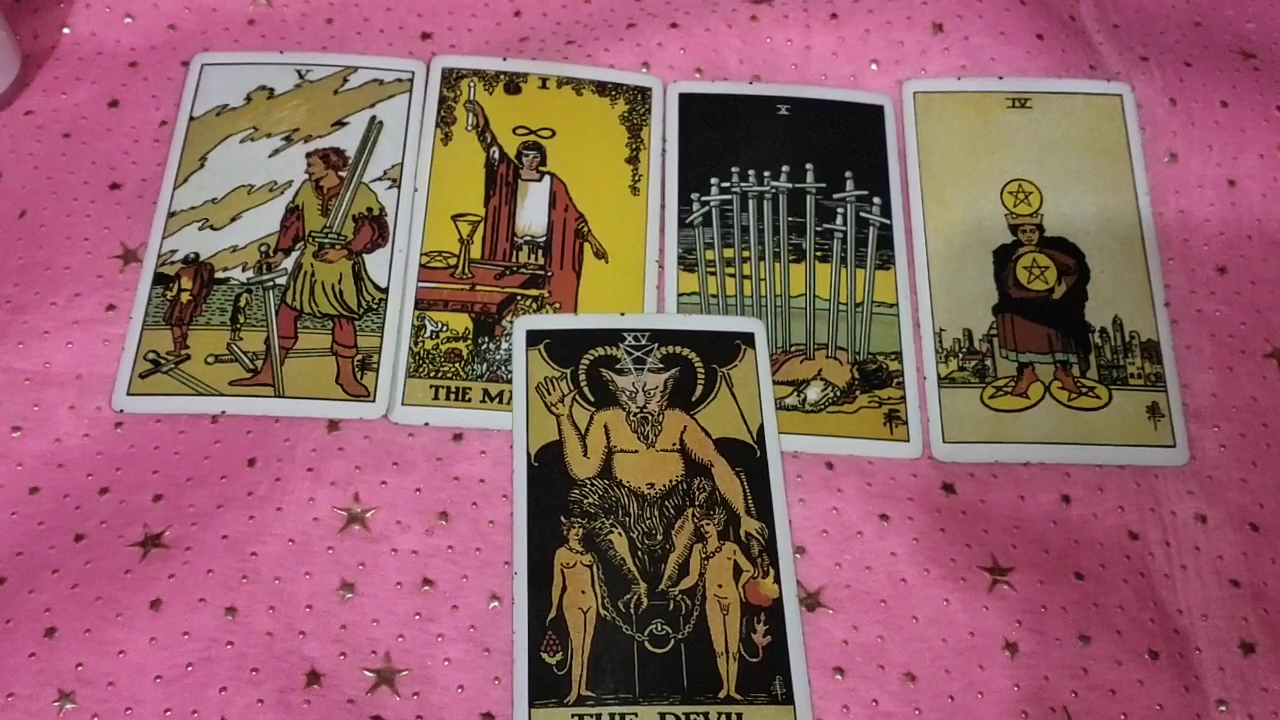 V
I
X
IV
THE MA
XV
THE DEVIL